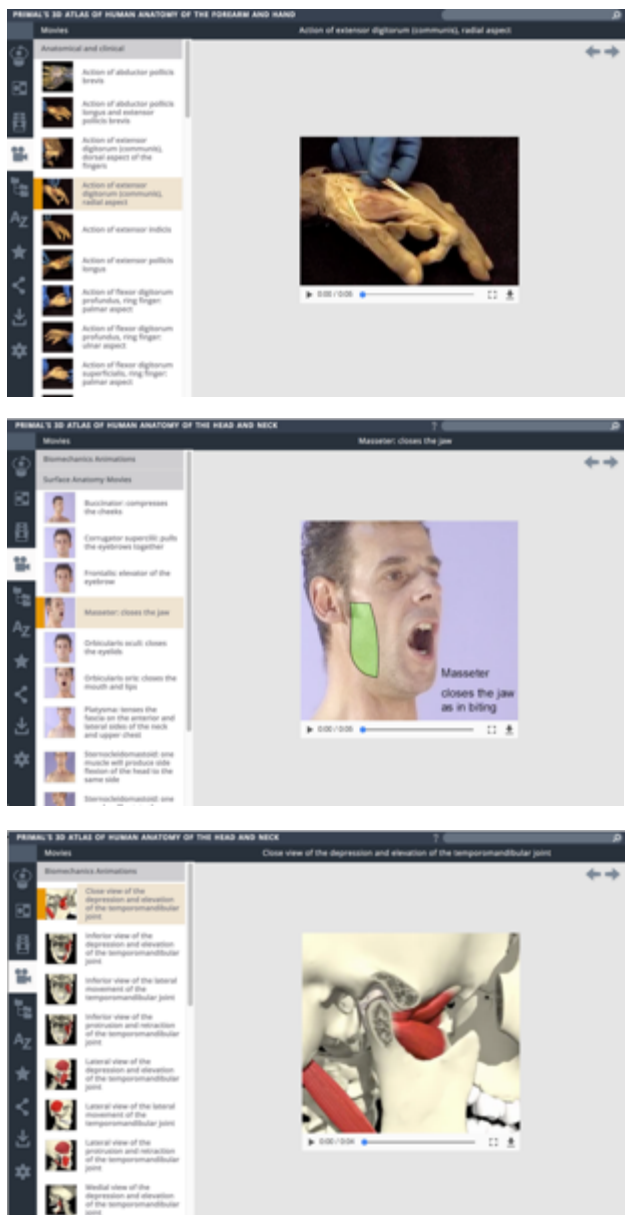 PRIMAL'S 3D ATLAS OF HUMAN ANATOMY OF THE FOREARM AND HAND
Movies
Action of extensor digitorum (communis), radial aspect
Anatomical and clinical
Action of abductor pollicis
brevis
Action of abductor pollicis
longus and extensor
pollicis brevis
Action of extensor
digitorum (communis),
dorsal aspect of the
fingers
Action of extensor
digitorum (communis),
radial aspect
Action of extensor indicis
Action of extensor pollicis
longus
Action of flexor digitorum
profundus, ring finger:
palmar aspect
Action of flexor digitorum
profundus, ring finger:
ulnar aspect
Action of flexor digitorum
superficialis, ring finger:
palmar aspect
AZ
0:00 / 0:05
PRIMAL'S 3D ATLAS OF HUMAN ANATOMY OF THE HEAD AND NECK
?
Movies
Masseter: closes the jaw
Biomechanics Animations
Surface Anatomy Movies
Buccinator: compresses
the cheeks
Corrugator supercilii: pulls
the eyebrows together
Frontalis: elevator of the
eyebrow
Masseter: closes the jaw
Orbicularis oculi: closes
the eyelids
Orbicularis oris: closes the
mouth and lips
Platysma: tenses the
fascia on the anterior and
lateral sides of the neck
and upper chest
Sternocleidomastoid: one
muscle will produce side
flexion of the head to the
same side
Sternocleidomastoid: one
AZ
Masseter
closes the jaw
as in biting
0:00 / 0:05
PRIMAL'S 3D ATLAS OF HUMAN ANATOMY OF THE HEAD AND NECK
?
Movies
Close view of the depression and elevation of the temporomandibular joint
Biomechanics Animations
Close view of the
depression and elevation
of the temporomandibular
joint
Inferior view of the
depression and elevation
of the temporomandibular
joint
Inferior view of the lateral
movement of the
temporomandibular joint
Inferior view of the
protrusion and retraction
of the temporomandibular
joint
Lateral view of the
depression and elevation
of the temporomandibular
joint
Lateral view of the lateral
movement of the
temporomandibular joint
Lateral view of the
protrusion and retraction
of the temporomandibular
joint
Medial view of the
depression and elevation
of the temporomandibular
joint
AZ
0:00 / 0:04